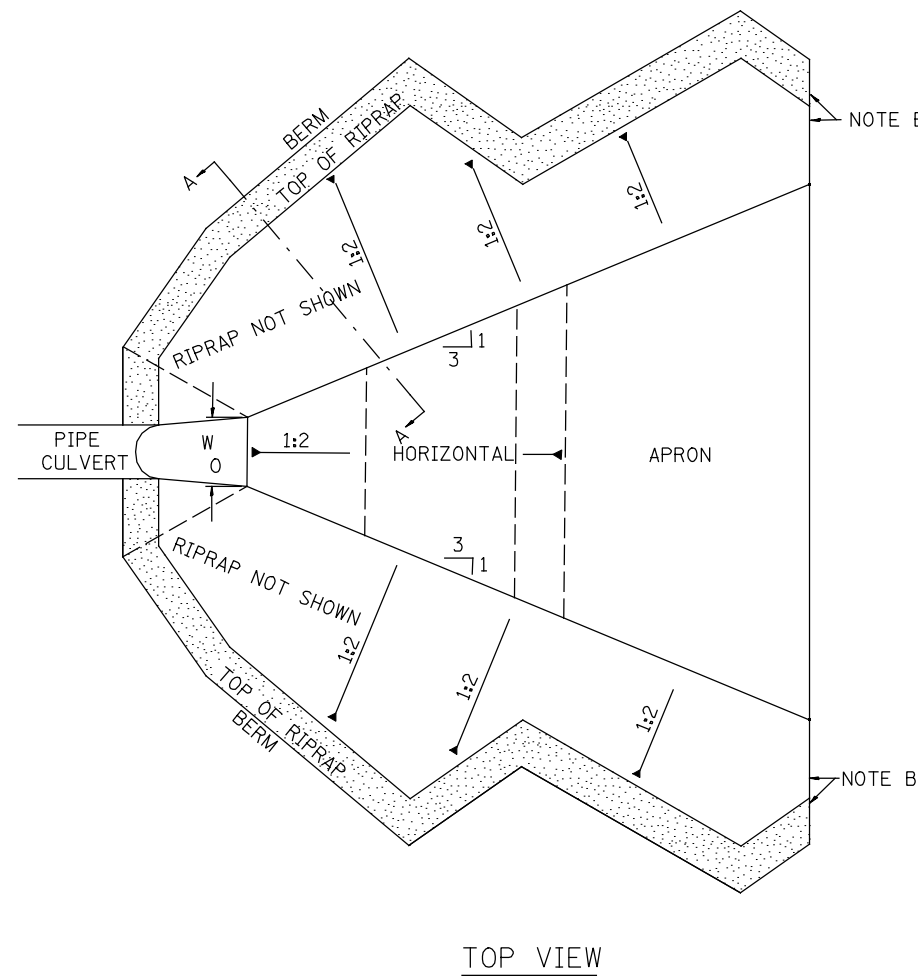 BERM
TOP OF RIPRAP
NOTE B
A
1:2
1:2
1:2
RIPRAP NOT SHOWN
1
3
A
PIPE
CULVERT
W
O
1:2
HORIZONTAL
APRON
3
1
RIPRAP NOT SHOWN
1:2
1:2
1:2
TOP OF RIPRAP
BERM
NOTE B
TOP VIEW